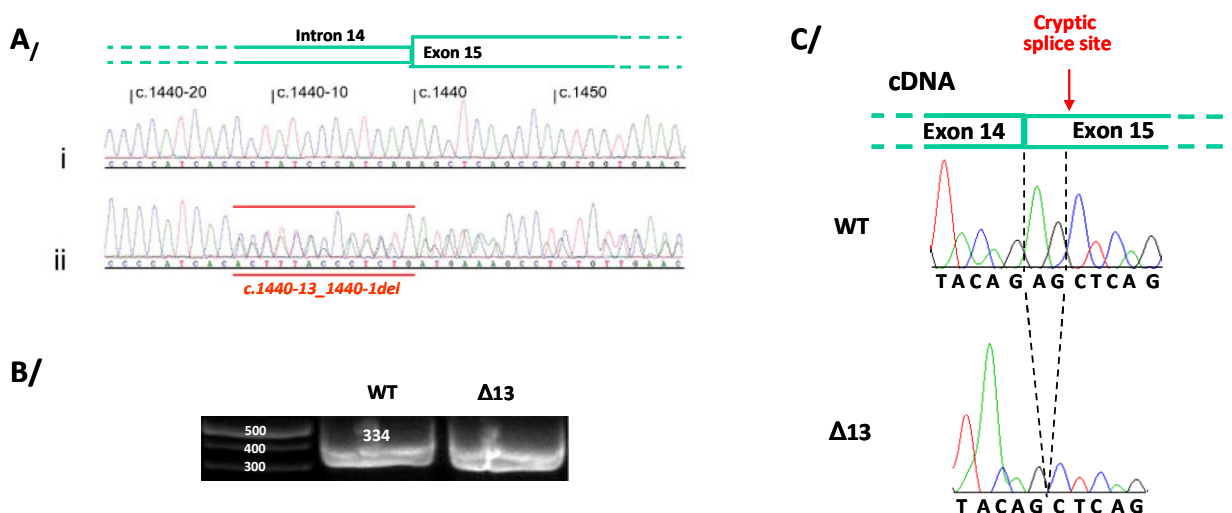 A/
Intron 14
Exon 15
c.1440-20
c.1440-10
c.1440
c.1450
i
C C C C A T C A C C T A T C C C A T C A G A G C T C A G C C A G T G G T G A A G
ii
c.1440-13_1440-1del
B/
WT
Δ13
500
400
300
334
C/
Cryptic
splice site
cDNA
Exon 14
Exon 15
WT
T A C A G A G C T C A G
Δ13
T A C A G C T C A G